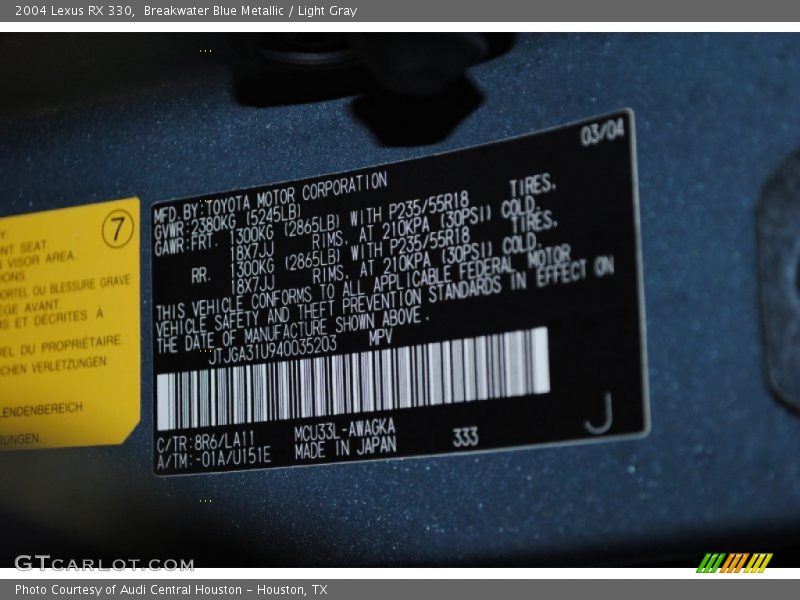 2004 Lexus RX 330, Breakwater Blue Metallic / Light Gray
03/04
MFD. BY: TOYOTA MOTOR CORPORATION
GVWR: 2380KG (5245LB)
GAWR: FRT. 1300KG (2865LB) WITH P235/55R18 TIRES.
18X7JJ RIMS, AT 210KPA (30PSI) COLD.
RR. 1300KG (2865LB) WITH P235/55R18 TIRES.
18X7JJ RIMS, AT 210KPA (30PSI) COLD.
THIS VEHICLE CONFORMS TO ALL APPLICABLE FEDERAL MOTOR
VEHICLE SAFETY AND THEFT PREVENTION STANDARDS IN EFFECT ON
THE DATE OF MANUFACTURE SHOWN ABOVE.
JTJGA31U940035203 MPV
C/TR: 8R6/LA11 MCU33L-AWAGKA
A/TM: -01A/U151E MADE IN JAPAN 333
J
7
NT SEAT.
VISOR AREA.
IONS.
ORTEL OU BLESSURE GRAVE
EGE AVANT.
S ET DÉCRITES À
EL DU PROPRIÉTAIRE.
ICHEN VERLETZUNGEN
LENDENBEREICH
RUNGEN.
GTCARLOT.COM
Photo Courtesy of Audi Central Houston - Houston, TX